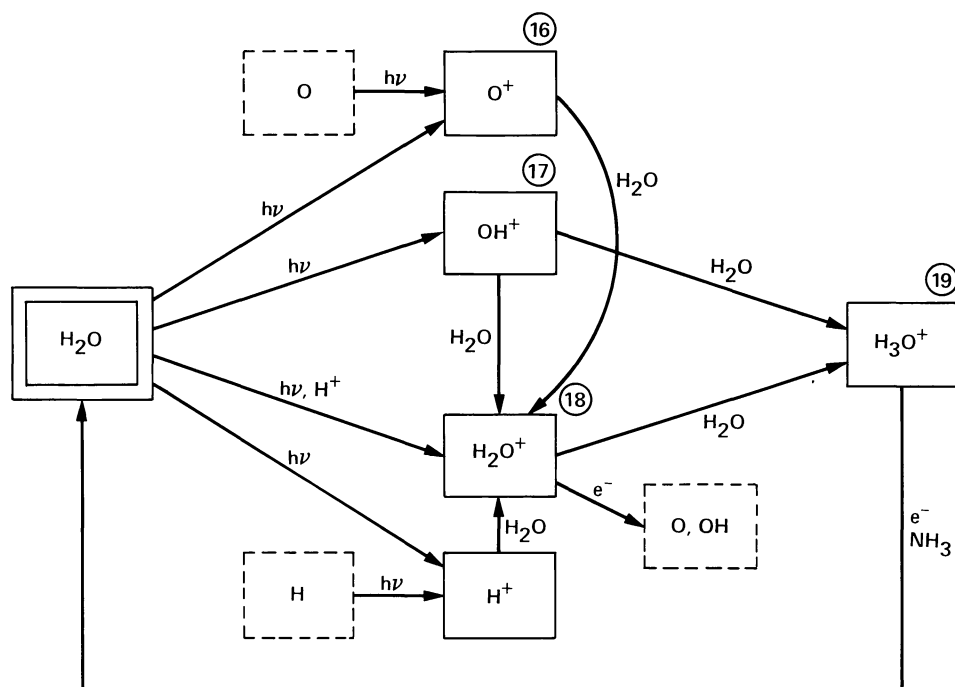 16
O
hν
O⁺
17
H₂O
hν
OH⁺
hν
H₂O
19
H₂O
H₂O
H₃O⁺
hν, H⁺
18
H₂O
H₂O⁺
hν
e⁻
O, OH
e⁻
NH₃
H₂O
H
hν
H⁺